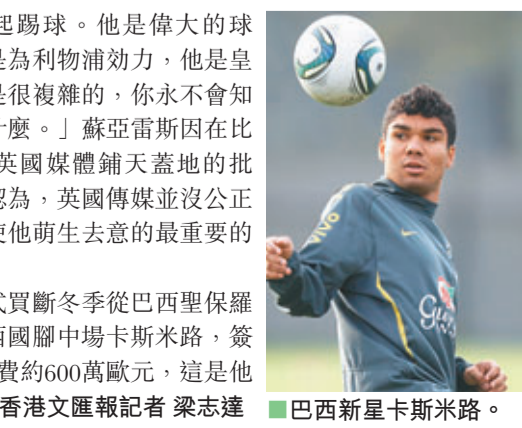 起踢球。他是偉大的球
是為利物浦効力，他是皇
是很複雜的，你永不會知
什麼。」蘇亞雷斯因在比
英國媒體鋪天蓋地的批
認為，英國傳媒並沒公正
使他萌生去意的最重要的
式買斷冬季從巴西聖保羅
西國腳中場卡斯米路，簽
費約600萬歐元，這是他
香港文匯報記者 梁志達
vivo
■巴西新星卡斯米路。